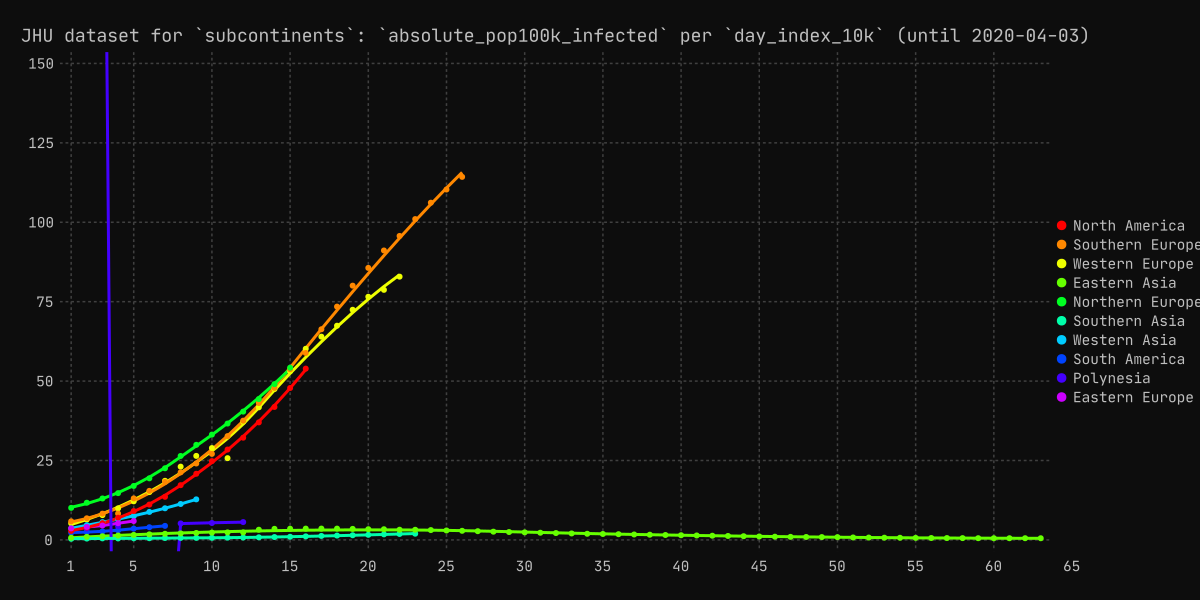 JHU dataset for `subcontinents`: `absolute_pop100k_infected` per `day_index_10k` (until 2020-04-03)
150
125
100
75
50
25
0
1 5 10 15 20 25 30 35 40 45 50 55 60 65
North America
Southern Europe
Western Europe
Eastern Asia
Northern Europe
Southern Asia
Western Asia
South America
Polynesia
Eastern Europe